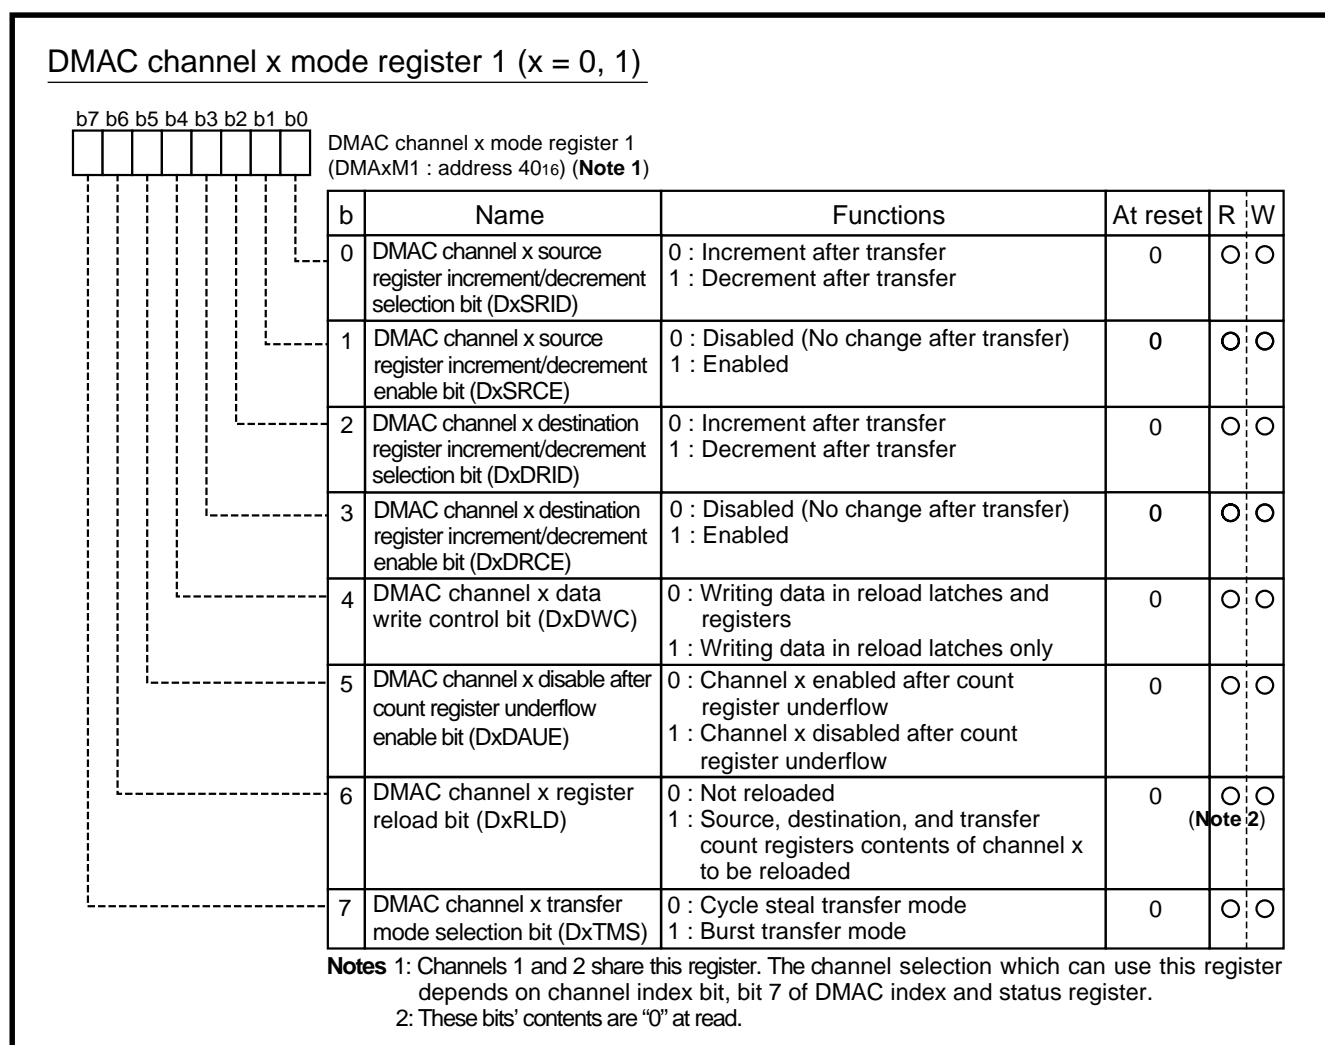 DMAC channel x mode register 1 (x = 0, 1)
b7 b6 b5 b4 b3 b2 b1 b0
DMAC channel x mode register 1
(DMAxM1 : address 4016) (Note 1)
b Name Functions At reset R W
0 DMAC channel x source 0 : Increment after transfer 0 O O
register increment/decrement 1 : Decrement after transfer
selection bit (DxSRID)
1 DMAC channel x source 0 : Disabled (No change after transfer) 0 O O
register increment/decrement 1 : Enabled
enable bit (DxSRCE)
2 DMAC channel x destination 0 : Increment after transfer 0 O O
register increment/decrement 1 : Decrement after transfer
selection bit (DxDRID)
3 DMAC channel x destination 0 : Disabled (No change after transfer) 0 O O
register increment/decrement 1 : Enabled
enable bit (DxDRCE)
4 DMAC channel x data 0 : Writing data in reload latches and 0 O O
write control bit (DxDWC) registers
1 : Writing data in reload latches only
5 DMAC channel x disable after 0 : Channel x enabled after count 0 O O
count register underflow register underflow
enable bit (DxDAUE) 1 : Channel x disabled after count
register underflow
6 DMAC channel x register 0 : Not reloaded 0 O O
reload bit (DxRLD) 1 : Source, destination, and transfer (Note 2)
count registers contents of channel x
to be reloaded
7 DMAC channel x transfer 0 : Cycle steal transfer mode 0 O O
mode selection bit (DxTMS) 1 : Burst transfer mode
Notes 1: Channels 1 and 2 share this register. The channel selection which can use this register
depends on channel index bit, bit 7 of DMAC index and status register.
2: These bits' contents are “0” at read.